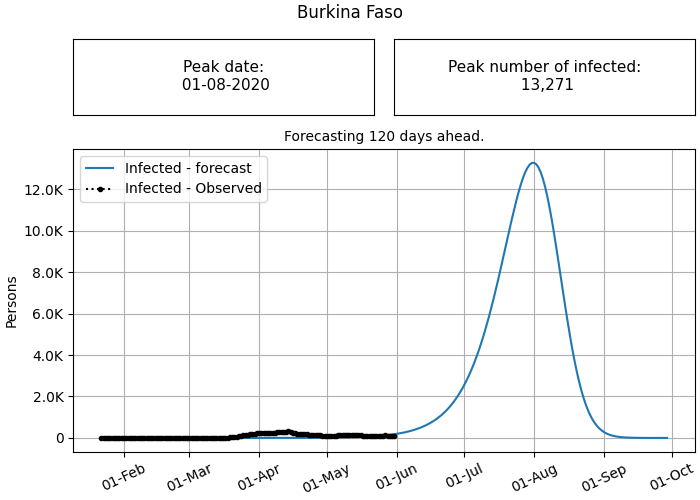 Burkina Faso
Peak date:
01-08-2020
Peak number of infected:
13,271
Forecasting 120 days ahead.
Infected - forecast
Infected - Observed
Persons
12.0K
10.0K
8.0K
6.0K
4.0K
2.0K
0
01-Feb
01-Mar
01-Apr
01-May
01-Jun
01-Jul
01-Aug
01-Sep
01-Oct